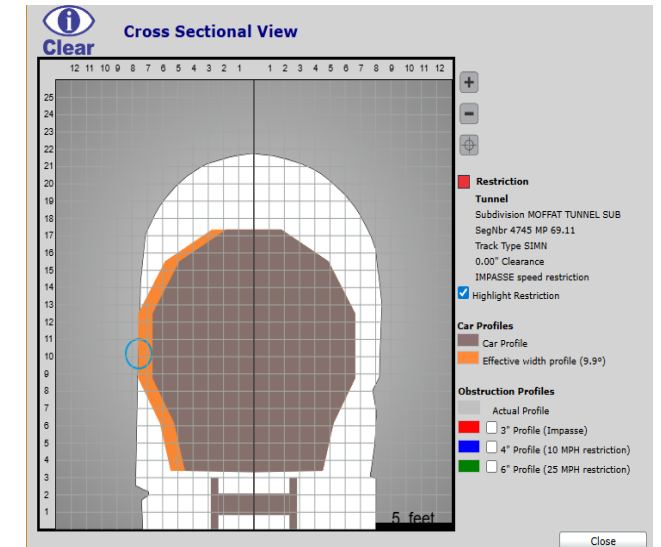 i
Clear
Cross Sectional View
12 11 10 9 8 7 6 5 4 3 2 1 1 2 3 4 5 6 7 8 9 10 11 12
25
24
23
22
21
20
19
18
17
16
15
14
13
12
11
10
9
8
7
6
5
4
3
2
1
5 feet
+
-
Restriction
Tunnel
Subdivision MOFFAT TUNNEL SUB
SegNbr 4745 MP 69.11
Track Type SIMN
0.00" Clearance
IMPASSE speed restriction
Highlight Restriction
Car Profiles
Car Profile
Effective width profile (9.9º)
Obstruction Profiles
Actual Profile
3" Profile (Impasse)
4" Profile (10 MPH restriction)
6" Profile (25 MPH restriction)
Close